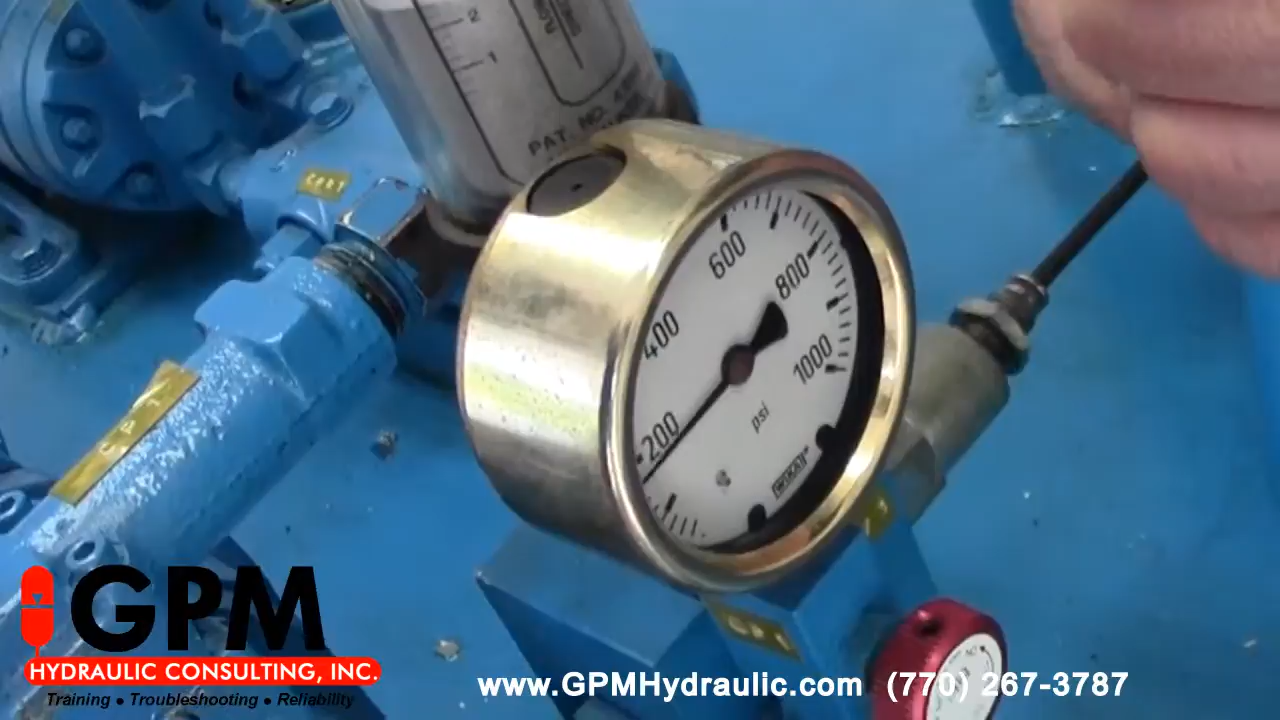 2
1
PAT. NO.
600
800
400
1000
200
psi
WIKA
GPM
HYDRAULIC CONSULTING, INC.
Training • Troubleshooting • Reliability
www.GPMHydraulic.com (770) 267-3787